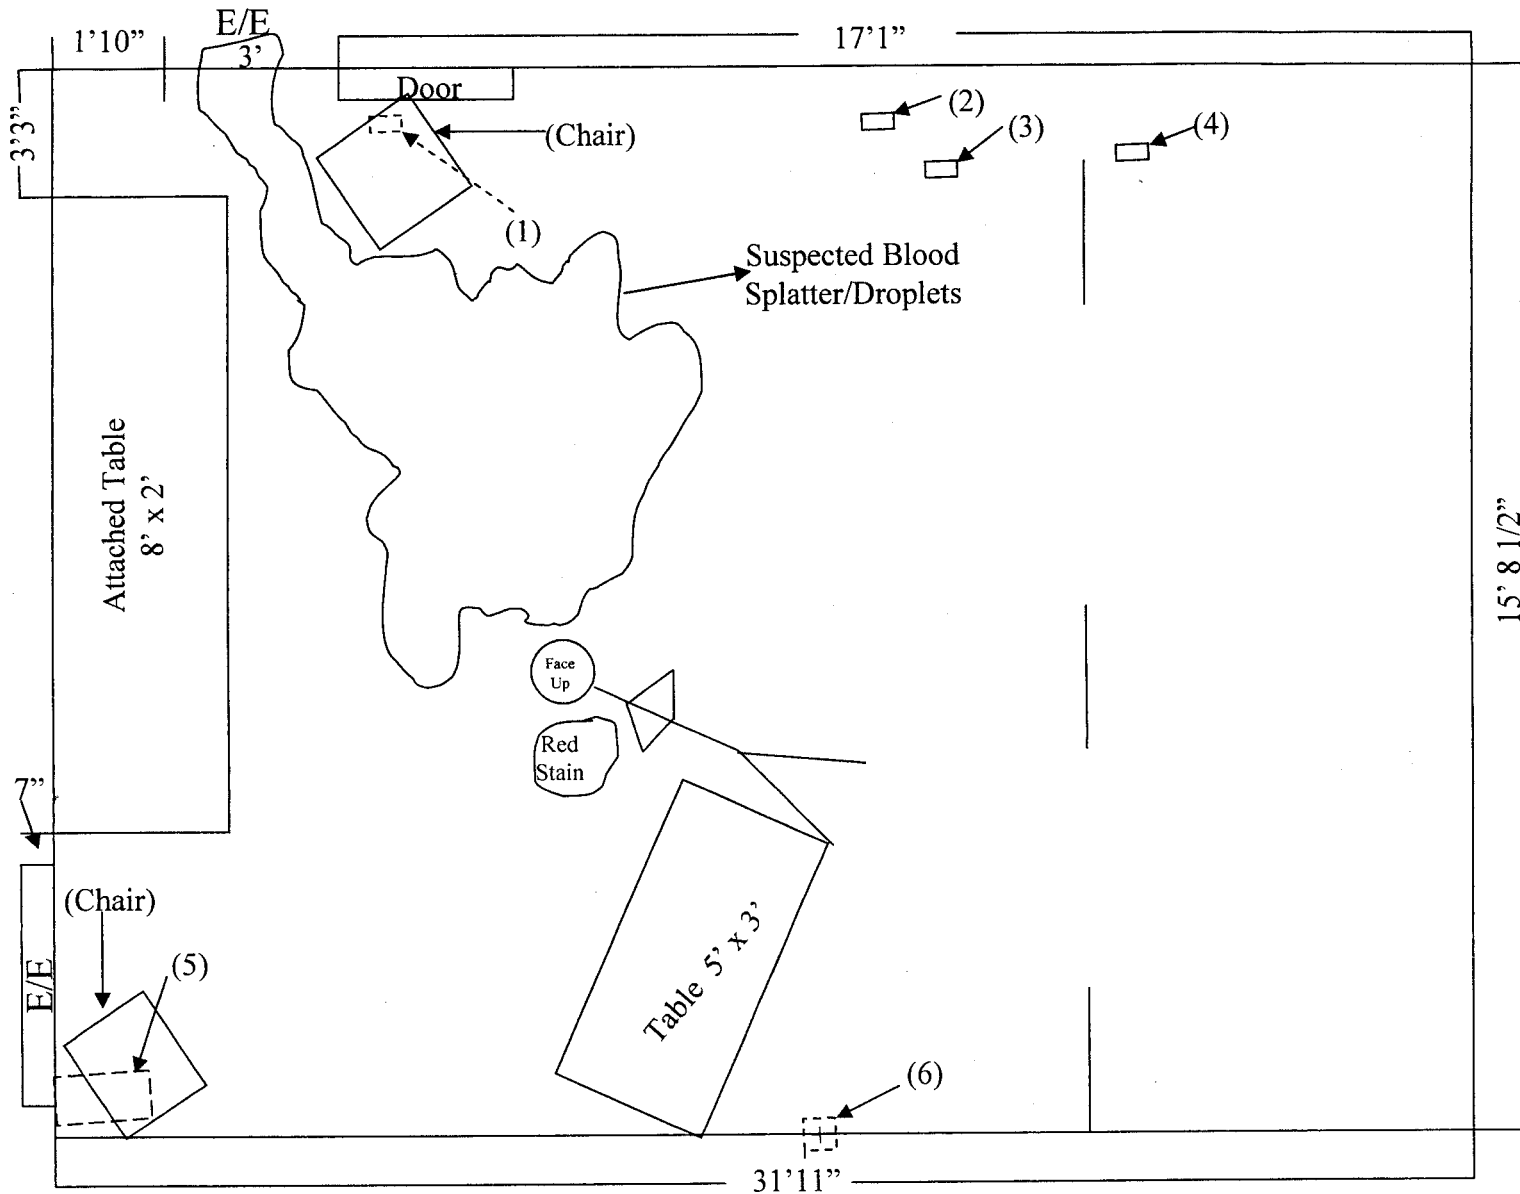 E/E
1'10”
3'
17'1”
Door
(Chair)
(1)
(2)
(3)
(4)
3'3”
Suspected Blood
Splatter/Droplets
Attached Table
8’ x 2’
15’ 8 1/2”
Face
Up
Red
Stain
7”
(Chair)
(5)
E/E
Table 5’ x 3’
(6)
31'11”